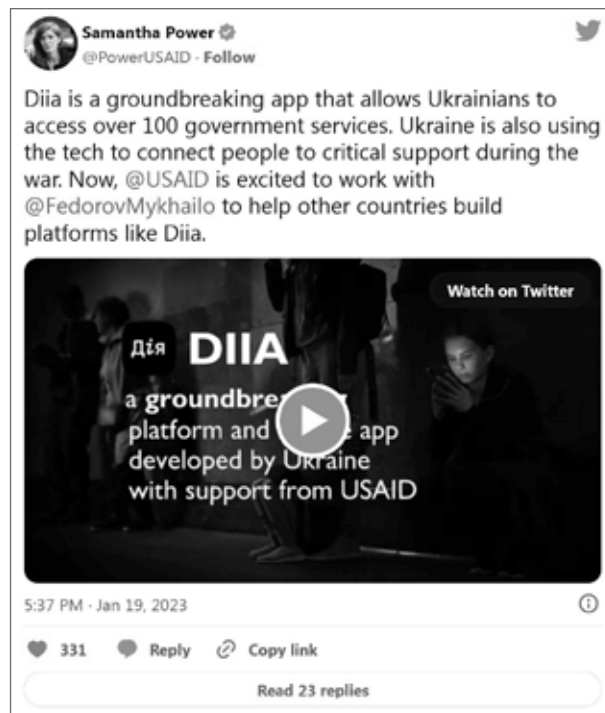 Samantha Power
@PowerUSAID · Follow
Diia is a groundbreaking app that allows Ukrainians to
access over 100 government services. Ukraine is also using
the tech to connect people to critical support during the
war. Now, @USAID is excited to work with
@FedorovMykhailo to help other countries build
platforms like Diia.
Watch on Twitter
Дія DIIA
a groundbreaking
platform and app
developed by Ukraine
with support from USAID
5:37 PM · Jan 19, 2023
331 Reply Copy link
Read 23 replies